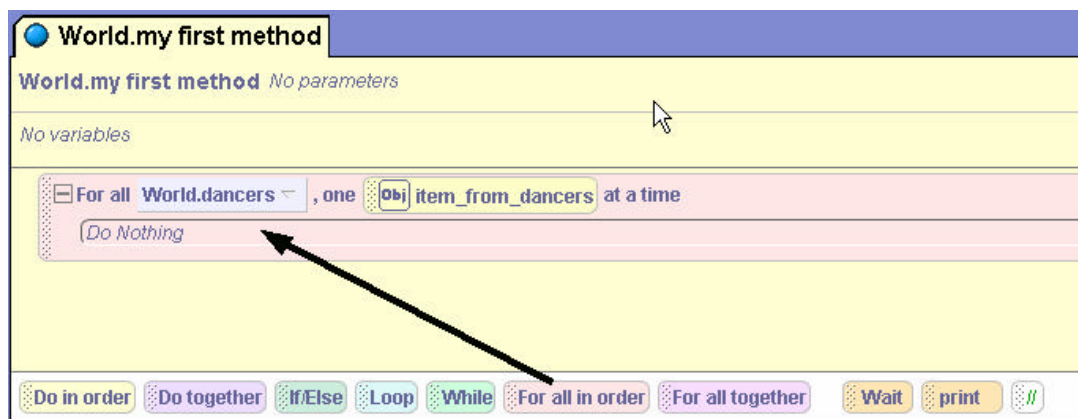 World.my first method
World.my first method No parameters
No variables
For all World.dancers , one Obj item_from_dancers at a time
Do Nothing
Do in order Do together If/Else Loop While For all in order For all together Wait print //